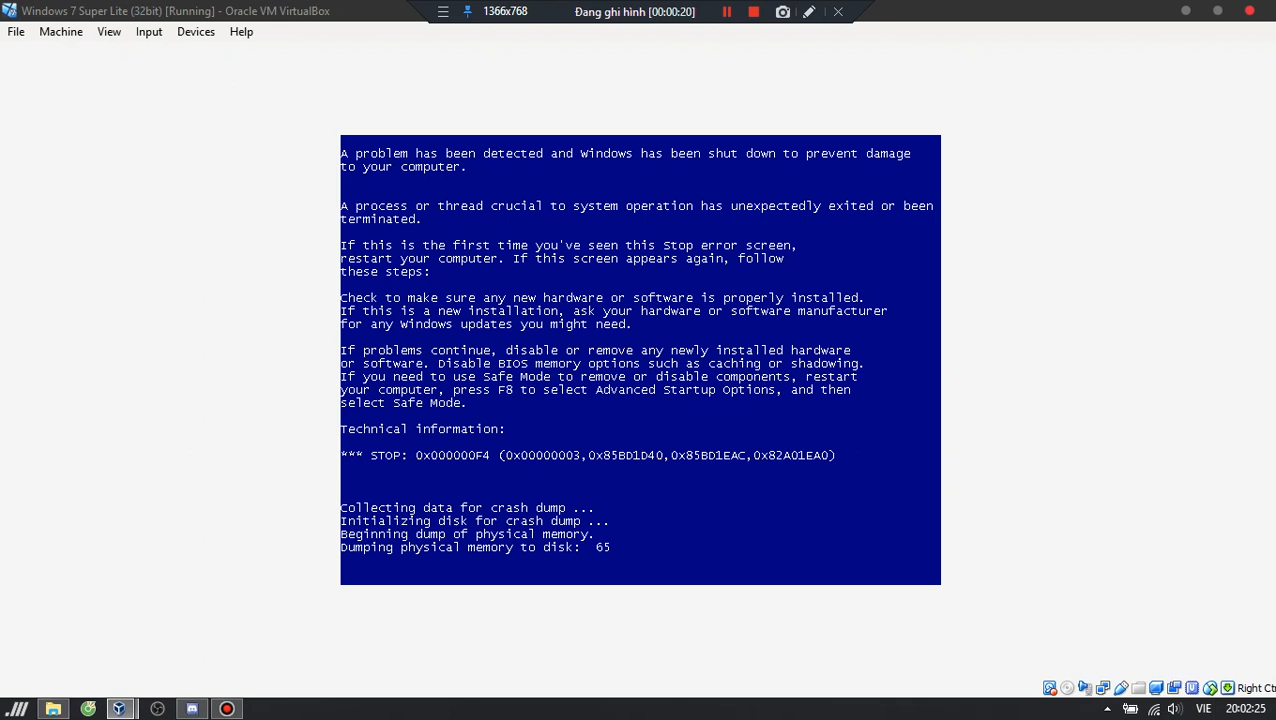 Windows 7 Super Lite (32bit) [Running] - Oracle VM VirtualBox
1366x768
Đang ghi hình [00:00:20]
File Machine View Input Devices Help
A problem has been detected and Windows has been shut down to prevent damage
to your computer.
A process or thread crucial to system operation has unexpectedly exited or been
terminated.
If this is the first time you've seen this Stop error screen,
restart your computer. If this screen appears again, follow
these steps:
Check to make sure any new hardware or software is properly installed.
If this is a new installation, ask your hardware or software manufacturer
for any Windows updates you might need.
If problems continue, disable or remove any newly installed hardware
or software. Disable BIOS memory options such as caching or shadowing.
If you need to use Safe Mode to remove or disable components, restart
your computer, press F8 to select Advanced Startup Options, and then
select Safe Mode.
Technical information:
*** STOP: 0x000000F4 (0x00000003,0x85BD1D40,0x85BD1EAC,0x82A01EA0)
Collecting data for crash dump ...
Initializing disk for crash dump ...
Beginning dump of physical memory.
Dumping physical memory to disk: 65
Right Ct
VIE 20:02:25